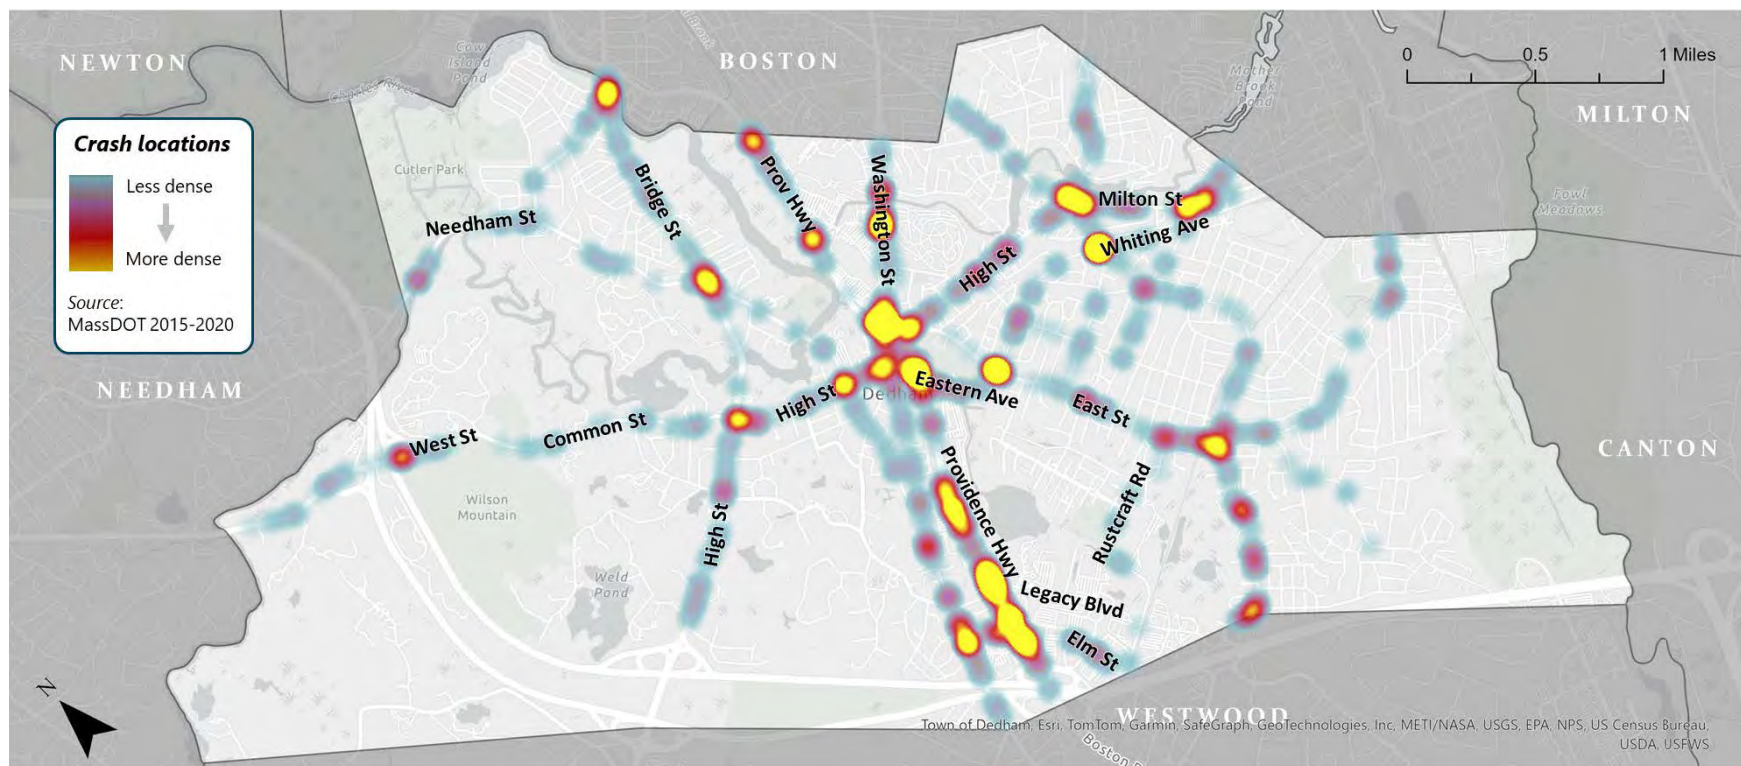 NEWTON
Cow
Island
Pond
BOSTON
0 0.5 1 Miles
Mother
Brook
Pond
MILTON
Charles River
Crash locations
Less dense
More dense
Source:
MassDOT 2015-2020
Cutler Park
Needham St
Bridge St
Prov Hwy
Washington St
Milton St
Whiting Ave
Fowl
Meadows
High St
NEEDHAM
Dedham
Eastern Ave
High St
East St
West St
Common St
CANTON
Wilson
Mountain
High St
Providence Hwy
Rustcraft Rd
Weld
Pond
Legacy Blvd
Elm St
N
WESTWOOD
Town of Dedham, Esri, TomTom, Garmin, SafeGraph, GeoTechnologies, Inc, METI/NASA, USGS, EPA, NPS, US Census Bureau,
USDA, USFWS
Boston